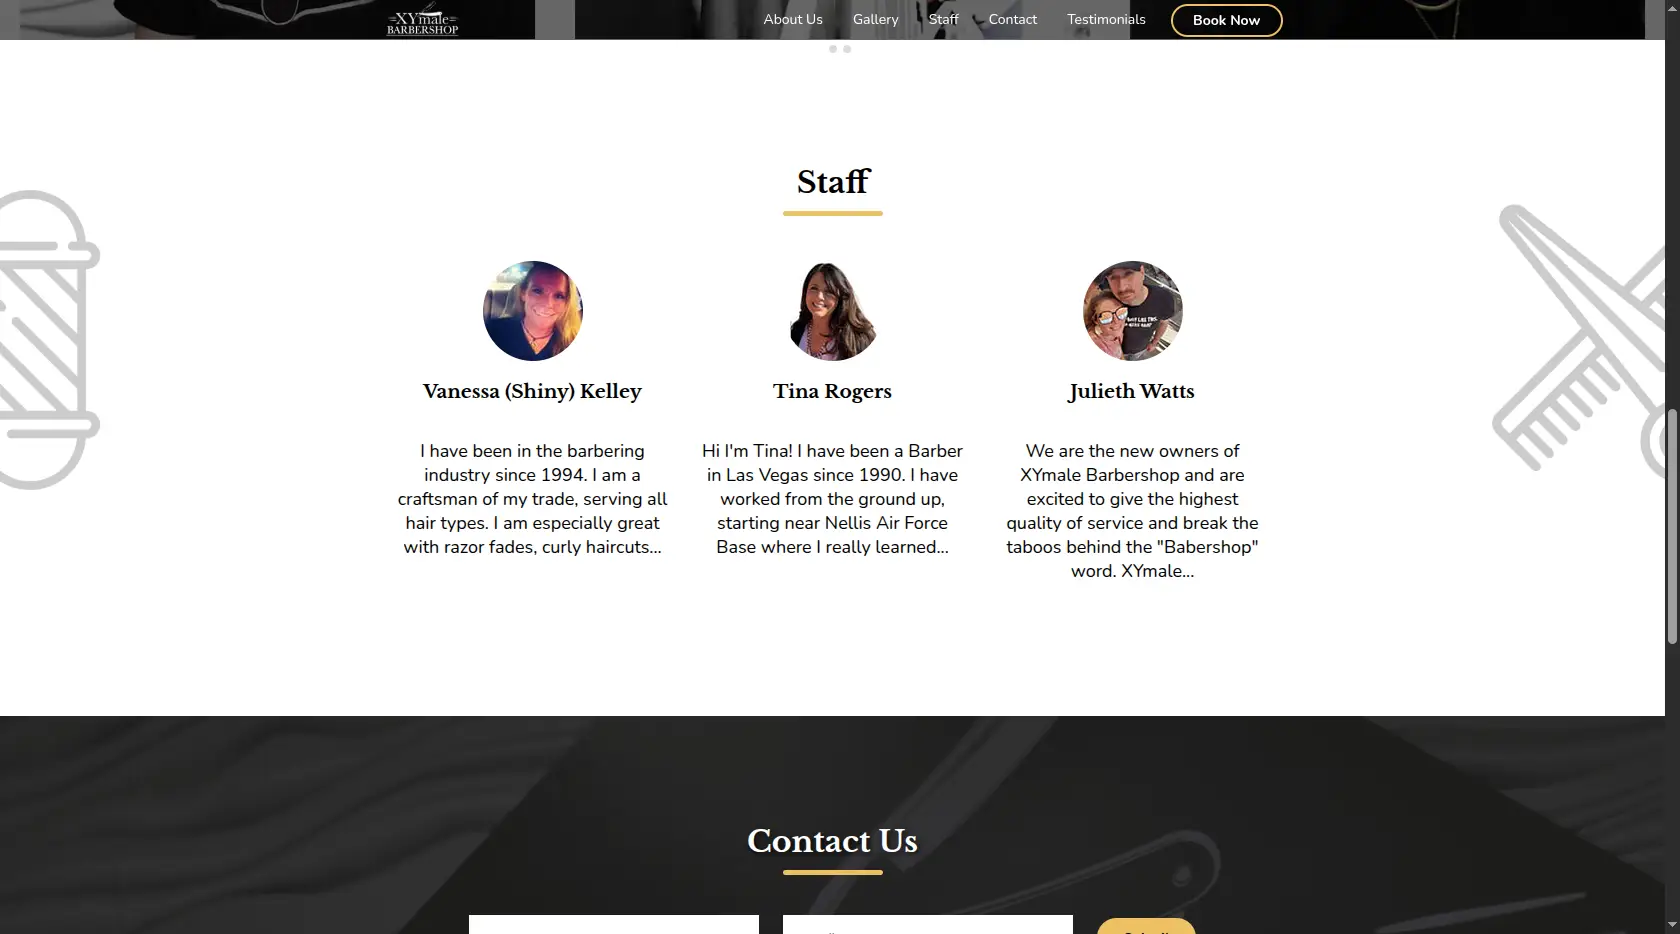 XYmale
BARBERSHOP
About Us
Gallery
Staff
Contact
Testimonials
Book Now
Staff
Vanessa (Shiny) Kelley
I have been in the barbering
industry since 1994. I am a
craftsman of my trade, serving all
hair types. I am especially great
with razor fades, curly haircuts...
Tina Rogers
Hi I'm Tina! I have been a Barber
in Las Vegas since 1990. I have
worked from the ground up,
starting near Nellis Air Force
Base where I really learned...
Julieth Watts
We are the new owners of
XYmale Barbershop and are
excited to give the highest
quality of service and break the
taboos behind the "Babershop"
word. XYmale...
Contact Us